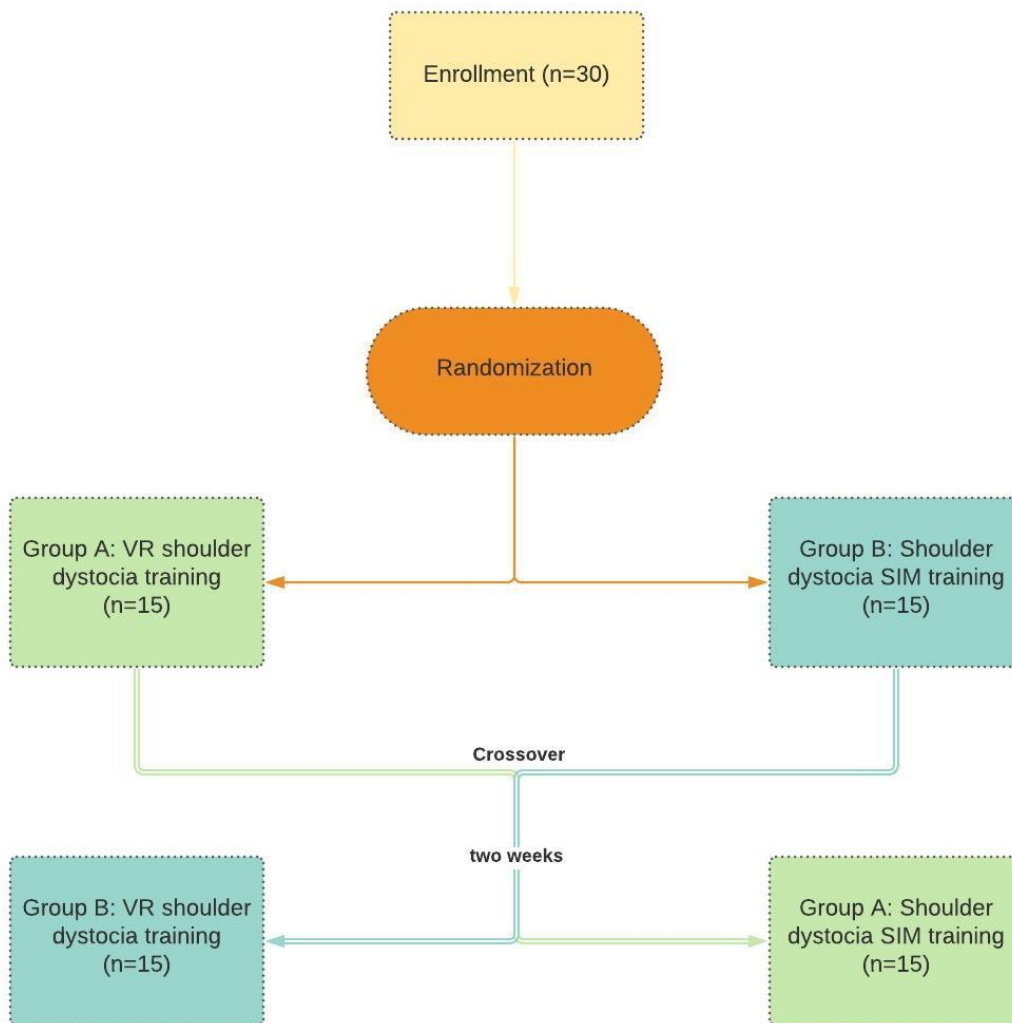 Enrollment (n=30)
Randomization
Group A: VR shoulder
dystocia training
(n=15)
Group B: Shoulder
dystocia SIM training
(n=15)
Crossover
two weeks
Group B: VR shoulder
dystocia training
(n=15)
Group A: Shoulder
dystocia SIM training
(n=15)